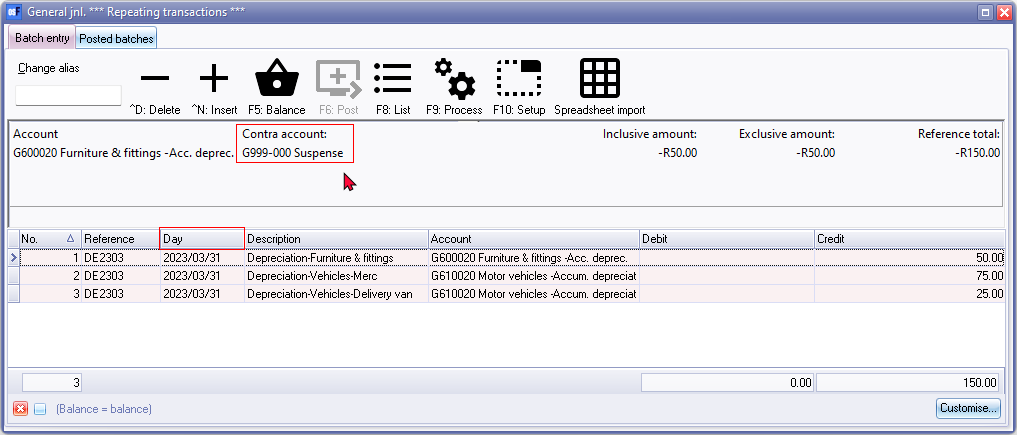 General jnl. *** Repeating transactions ***
Batch entry Posted batches
Change alias
^D: Delete ^N: Insert F5: Balance F6: Post F8: List F9: Process F10: Setup Spreadsheet import
Account Contra account: Inclusive amount: Exclusive amount: Reference total:
G600020 Furniture & fittings -Acc. deprec. G999-000 Suspense -R50.00 -R50.00 -R150.00
No. Reference Day Description Account Debit Credit
1 DE2303 2023/03/31 Depreciation-Furniture & fittings G600020 Furniture & fittings -Acc. deprec. 50.00
2 DE2303 2023/03/31 Depreciation-Vehicles-Merc G610020 Motor vehicles -Accum. depreciat 75.00
3 DE2303 2023/03/31 Depreciation-Vehicles-Delivery van G610020 Motor vehicles -Accum. depreciat 25.00
3 0.00 150.00
(Balance = balance) Customise...